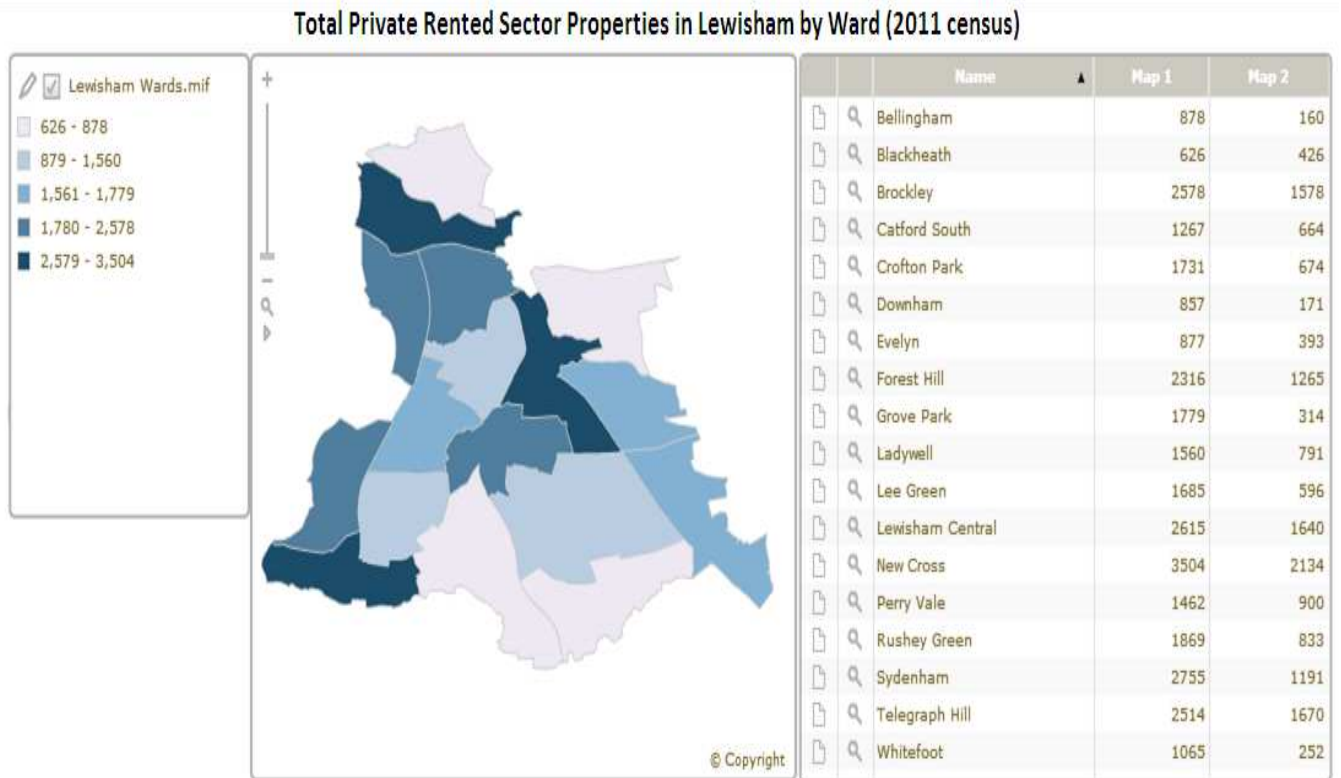 Total Private Rented Sector Properties in Lewisham by Ward (2011 census)
Lewisham Wards.mif
626 - 878
879 - 1,560
1,561 - 1,779
1,780 - 2,578
2,579 - 3,504
© Copyright
Name Map 1 Map 2
Bellingham 878 160
Blackheath 626 426
Brockley 2578 1578
Catford South 1267 664
Crofton Park 1731 674
Downham 857 171
Evelyn 877 393
Forest Hill 2316 1265
Grove Park 1779 314
Ladywell 1560 791
Lee Green 1685 596
Lewisham Central 2615 1640
New Cross 3504 2134
Perry Vale 1462 900
Rushey Green 1869 833
Sydenham 2755 1191
Telegraph Hill 2514 1670
Whitefoot 1065 252